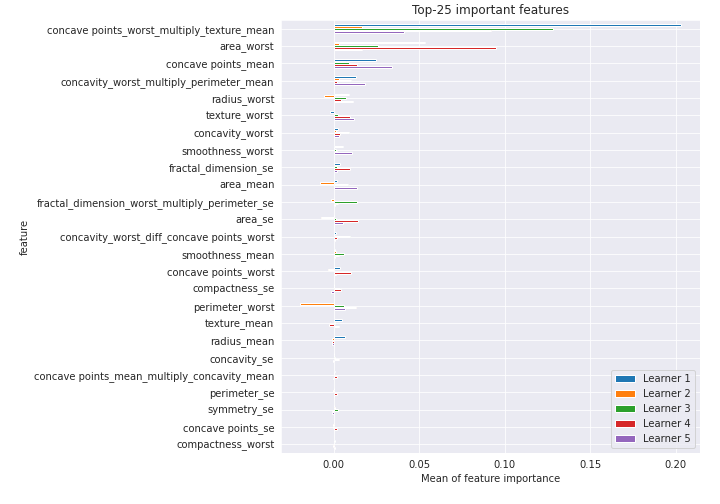 Top-25 important features
concave points_worst_multiply_texture_mean
area_worst
concave points_mean
concavity_worst_multiply_perimeter_mean
radius_worst
texture_worst
concavity_worst
smoothness_worst
fractal_dimension_se
area_mean
fractal_dimension_worst_multiply_perimeter_se
area_se
concavity_worst_diff_concave points_worst
smoothness_mean
concave points_worst
compactness_se
perimeter_worst
texture_mean
radius_mean
concavity_se
concave points_mean_multiply_concavity_mean
perimeter_se
symmetry_se
concave points_se
compactness_worst
feature
Learner 1
Learner 2
Learner 3
Learner 4
Learner 5
0.00 0.05 0.10 0.15 0.20
Mean of feature importance